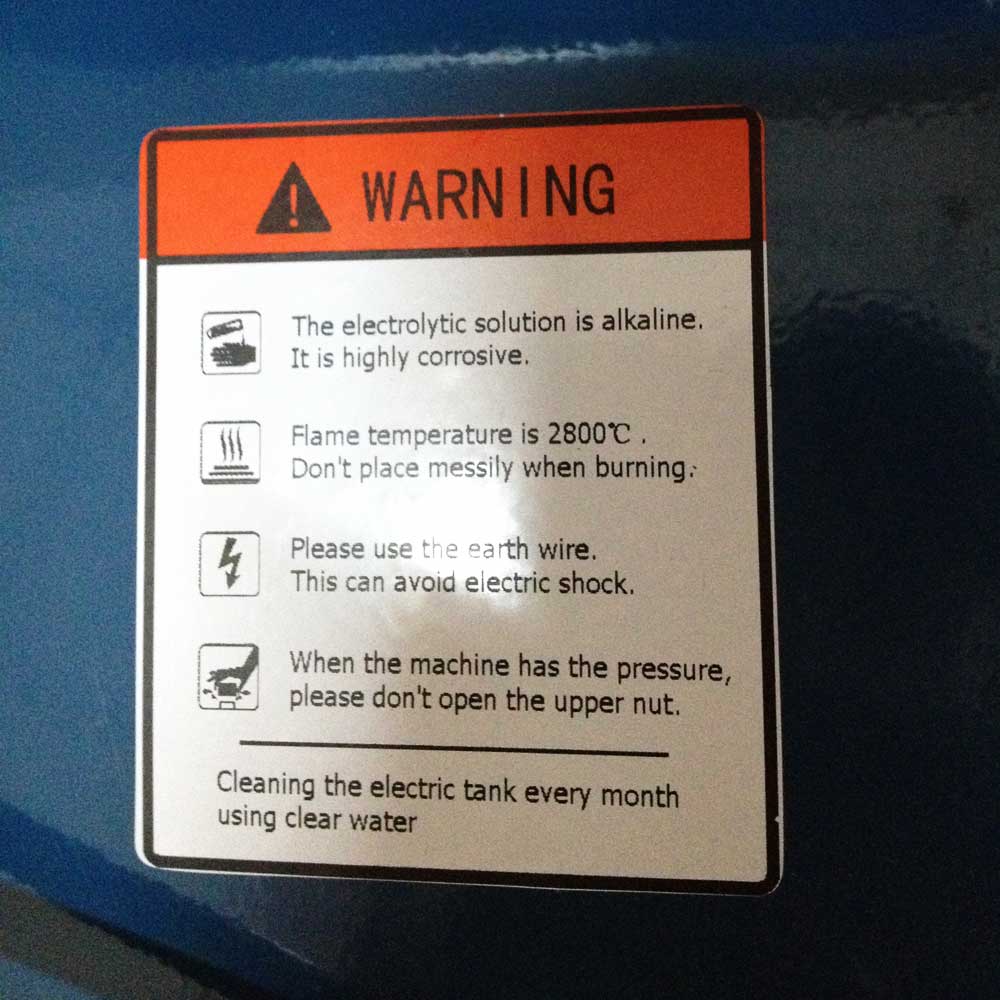 WARNING
The electrolytic solution is alkaline.
It is highly corrosive.
Flame temperature is 2800℃ .
Don't place messily when burning.
Please use the earth wire.
This can avoid electric shock.
When the machine has the pressure,
please don't open the upper nut.
Cleaning the electric tank every month
using clear water